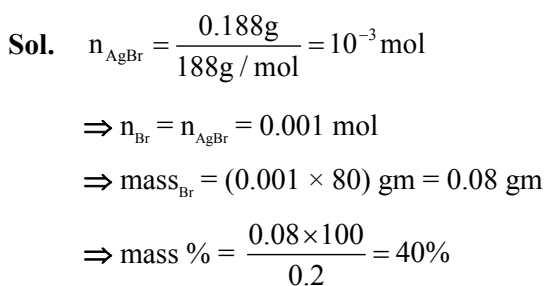 Sol. n_AgBr = 0.188g / 188g / mol = 10⁻³ mol
⇒ n_Br = n_AgBr = 0.001 mol
⇒ mass_Br = (0.001 × 80) gm = 0.08 gm
⇒ mass % = 0.08×100 / 0.2 = 40%